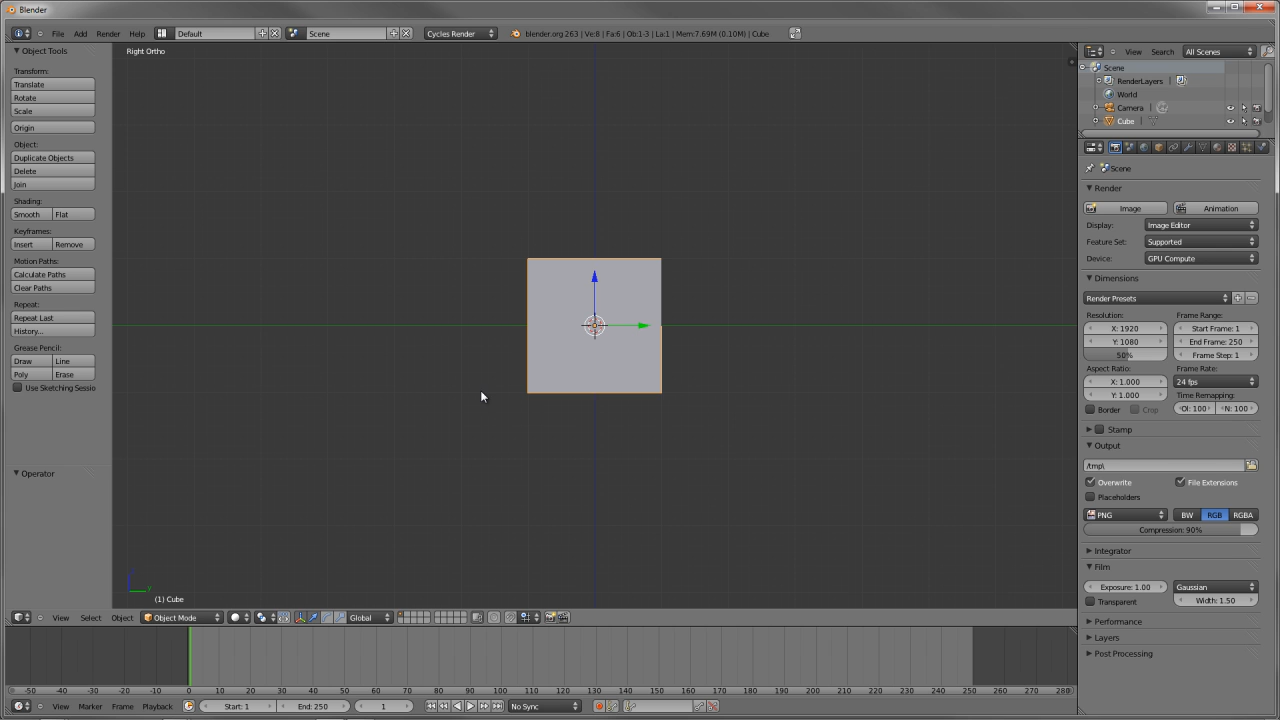 Blender
File Add Render Help Default Scene Cycles Render blender.org 263 | Ve:8 | Fa:6 | Ob:1-3 | La:1 | Mem:7.69M (0.10M) | Cube
Object Tools
Transform:
Translate
Rotate
Scale
Origin
Object:
Duplicate Objects
Delete
Join
Shading:
Smooth Flat
Keyframes:
Insert Remove
Motion Paths:
Calculate Paths
Clear Paths
Repeat:
Repeat Last
History...
Grease Pencil:
Draw Line
Poly Erase
Use Sketching Sessio
Operator
Right Ortho
y
(1) Cube
View Select Object Object Mode Global
-50 -40 -30 -20 -10 0 10 20 30 40 50 60 70 80 90 100 110 120 130 140 150 160 170 180 190 200 210 220 230 240 250 260 270 280
View Marker Frame Playback Start: 1 End: 250 1 No Sync
View Search All Scenes
Scene
RenderLayers
World
Camera
Cube
Scene
Render
Image Animation
Display: Image Editor
Feature Set: Supported
Device: GPU Compute
Dimensions
Render Presets
Resolution: Frame Range:
X: 1920 Start Frame: 1
Y: 1080 End Frame: 250
50% Frame Step: 1
Aspect Ratio: Frame Rate:
X: 1.000 24 fps
Y: 1.000 Time Remapping:
Border Crop Ol: 100 N: 100
Stamp
Output
/tmp\
Overwrite File Extensions
Placeholders
PNG BW RGB RGBA
Compression: 90%
Integrator
Film
Exposure: 1.00 Gaussian
Transparent Width: 1.50
Performance
Layers
Post Processing